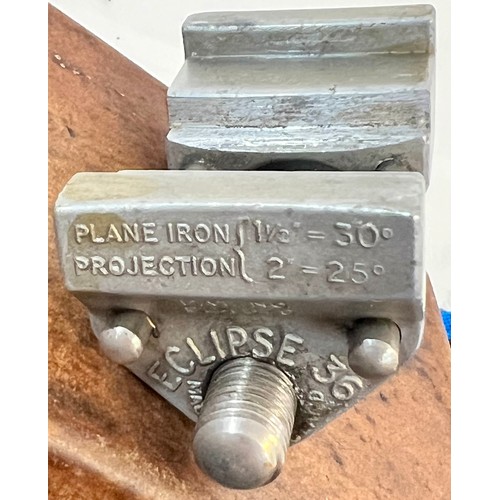 PLANE IRON { 1½" = 30°
PROJECTION { 2" = 25°
ECLIPSE 36